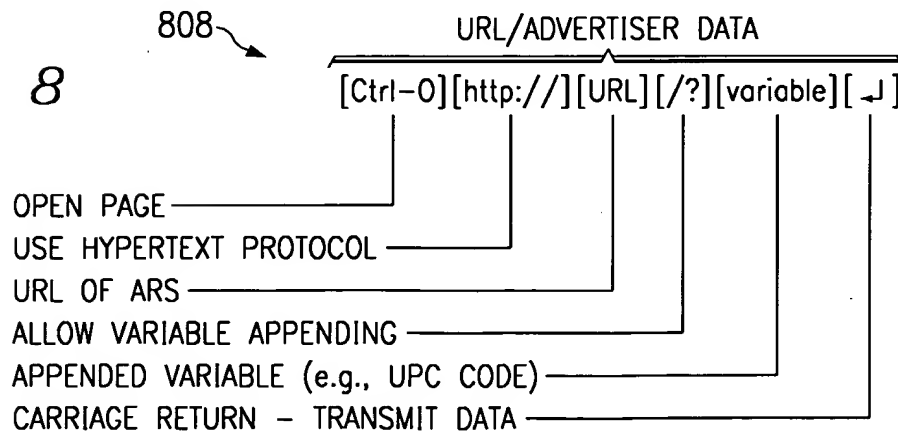 808
URL/ADVERTISER DATA
8
[Ctrl-O][http://][URL][/?][variable][↵]
OPEN PAGE
USE HYPERTEXT PROTOCOL
URL OF ARS
ALLOW VARIABLE APPENDING
APPENDED VARIABLE (e.g., UPC CODE)
CARRIAGE RETURN - TRANSMIT DATA